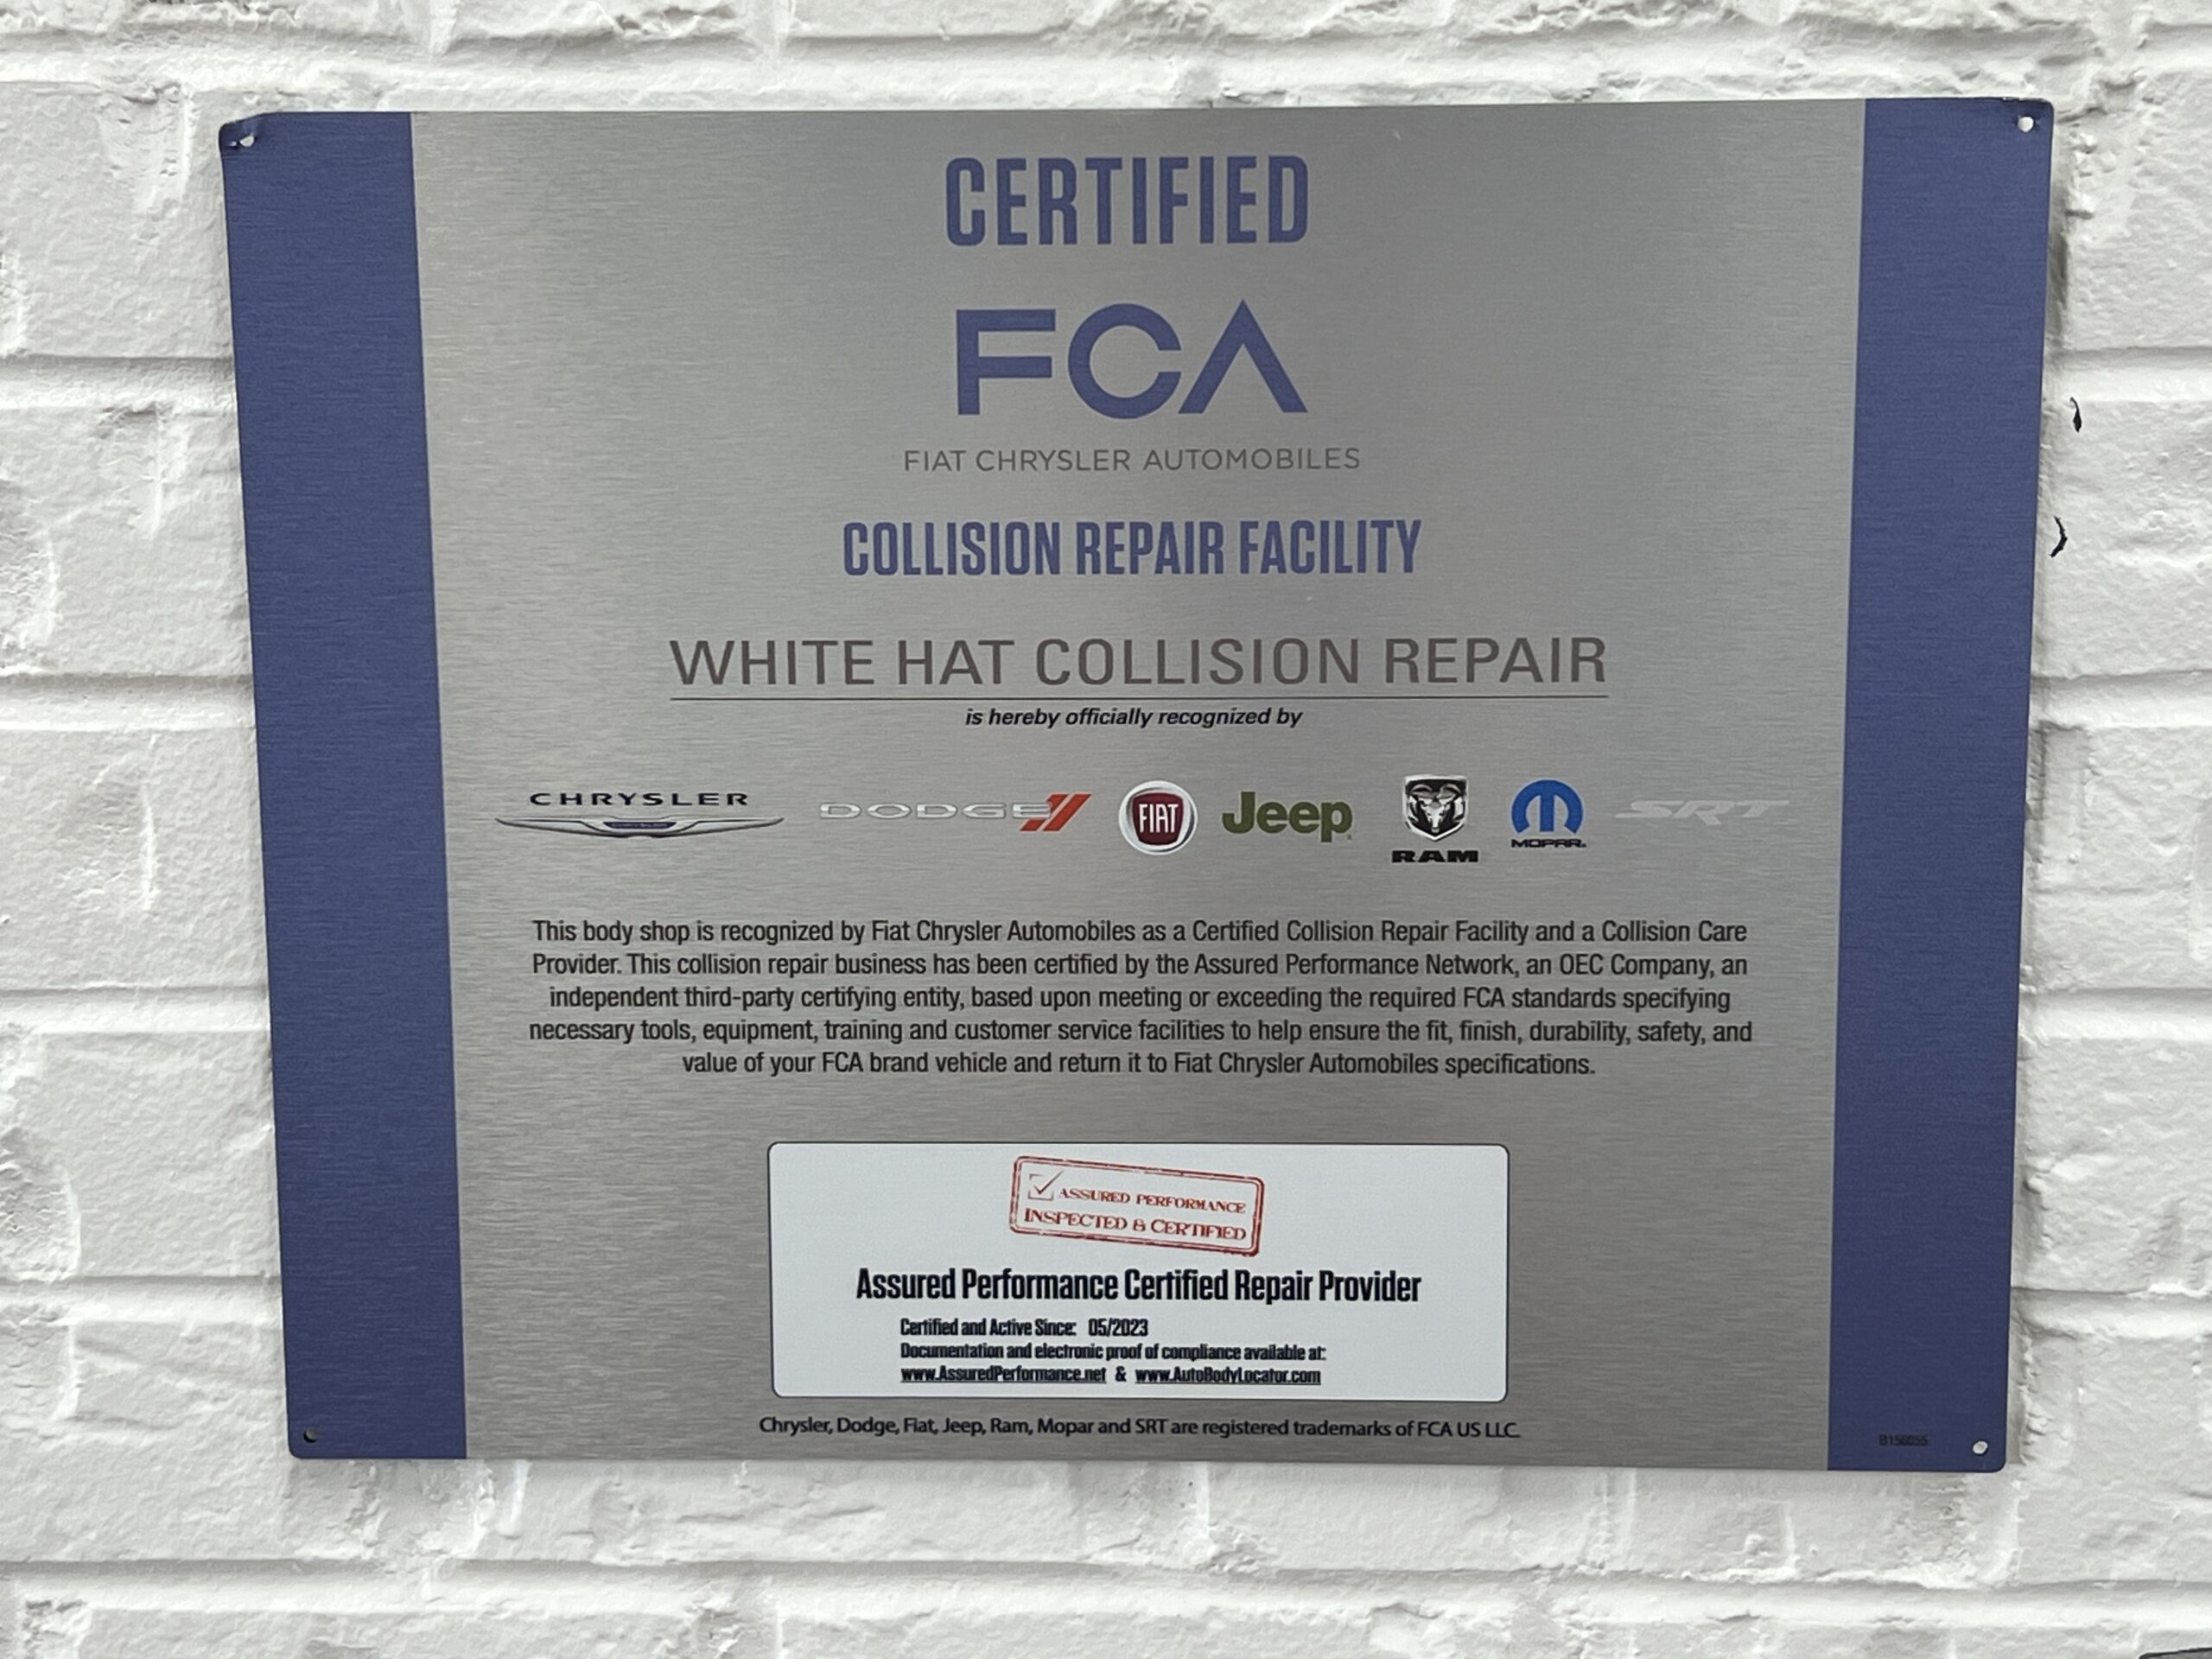 CERTIFIED
FCA
FIAT CHRYSLER AUTOMOBILES
COLLISION REPAIR FACILITY
WHITE HAT COLLISION REPAIR
is hereby officially recognized by
CHRYSLER DODGE FIAT Jeep RAM MOPAR SRT
This body shop is recognized by Fiat Chrysler Automobiles as a Certified Collision Repair Facility and a Collision Care
Provider. This collision repair business has been certified by the Assured Performance Network, an OEC Company, an
independent third-party certifying entity, based upon meeting or exceeding the required FCA standards specifying
necessary tools, equipment, training and customer service facilities to help ensure the fit, finish, durability, safety, and
value of your FCA brand vehicle and return it to Fiat Chrysler Automobiles specifications.
ASSURED PERFORMANCE
INSPECTED & CERTIFIED
Assured Performance Certified Repair Provider
Certified and Active Since: 05/2023
Documentation and electronic proof of compliance available at:
www.AssuredPerformance.net & www.AutoBodyLocator.com
Chrysler, Dodge, Fiat, Jeep, Ram, Mopar and SRT are registered trademarks of FCA US LLC.